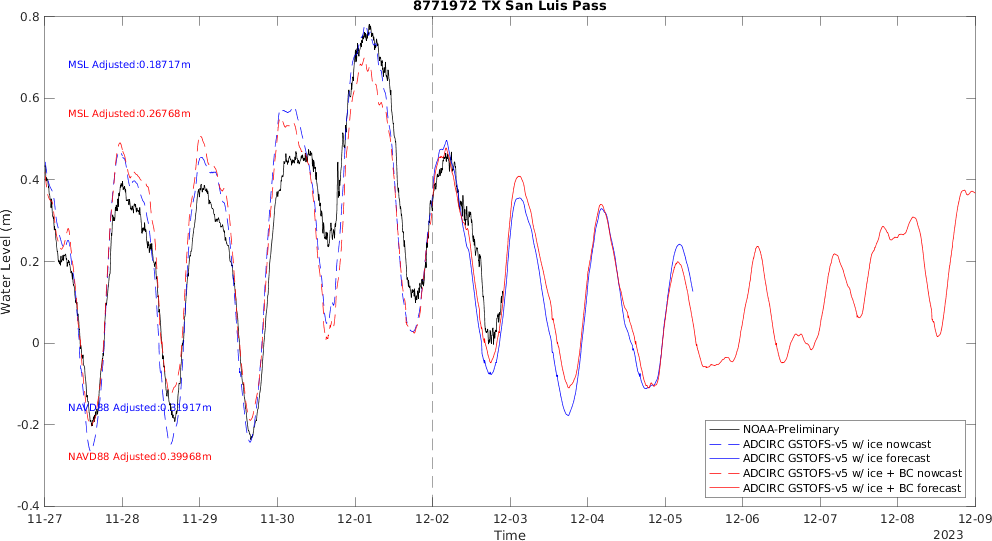 8771972 TX San Luis Pass
0.8
0.6
0.4
0.2
0
-0.2
-0.4
Water Level (m)
MSL Adjusted:0.18717m
MSL Adjusted:0.26768m
NAVD88 Adjusted:0.31917m
NAVD88 Adjusted:0.39968m
NOAA-Preliminary
ADCIRC GSTOFS-v5 w/ ice nowcast
ADCIRC GSTOFS-v5 w/ ice forecast
ADCIRC GSTOFS-v5 w/ ice + BC nowcast
ADCIRC GSTOFS-v5 w/ ice + BC forecast
11-27 11-28 11-29 11-30 12-01 12-02 12-03 12-04 12-05 12-06 12-07 12-08 12-09
Time
2023